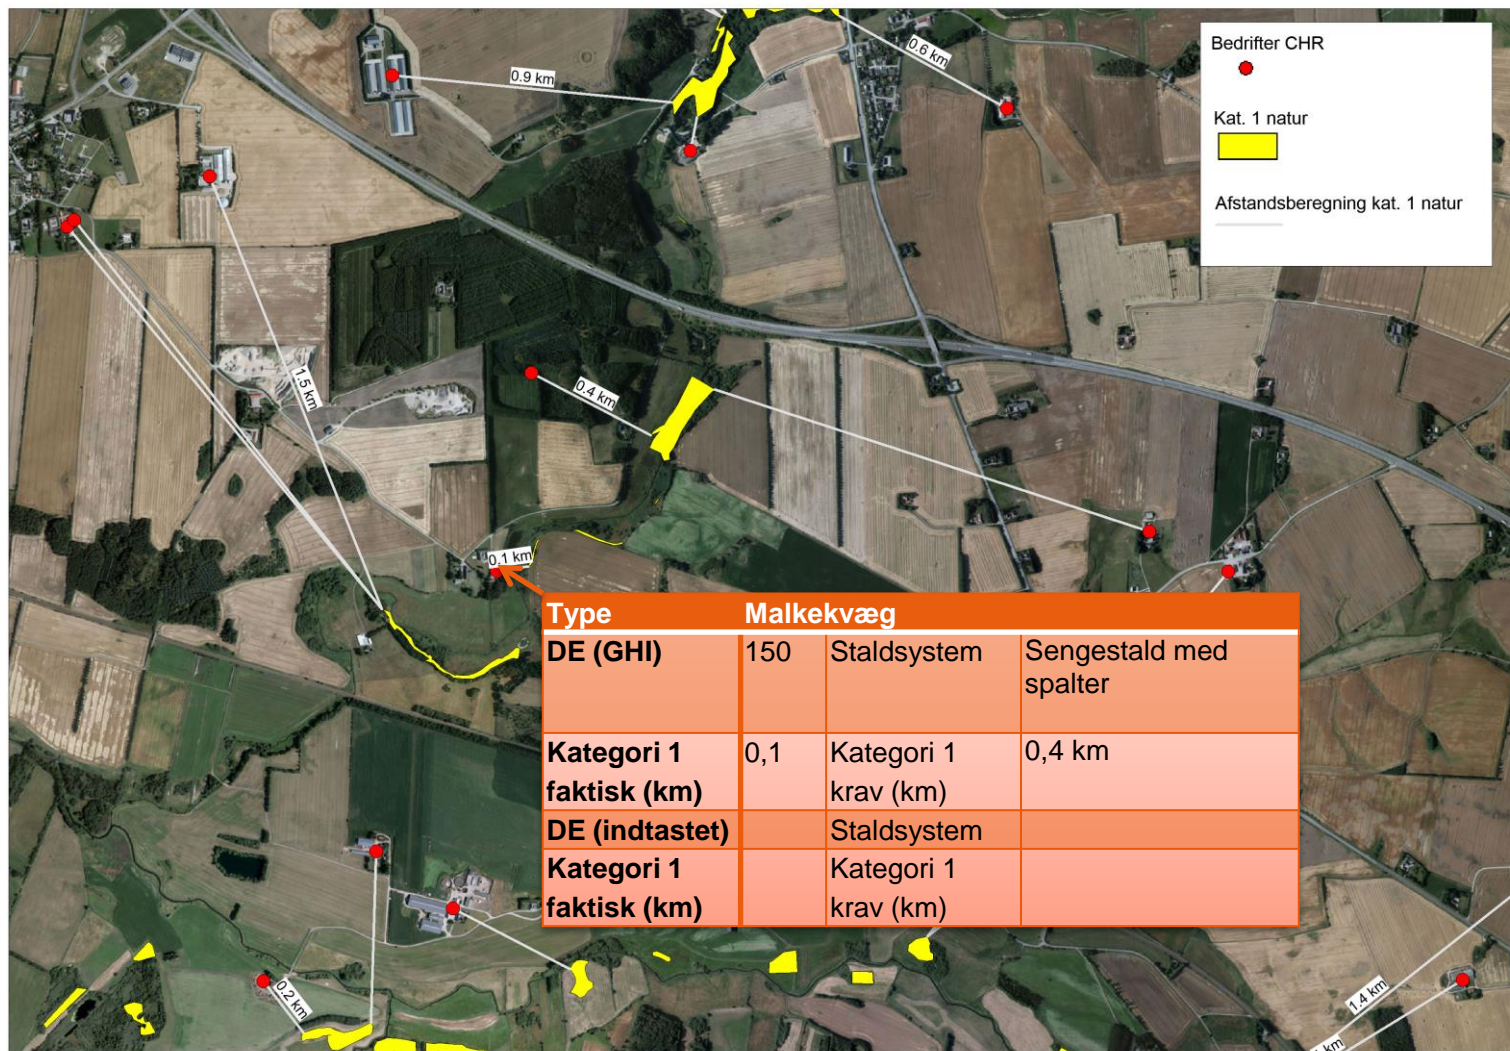 Bedrifter CHR
Kat. 1 natur
Afstandsberegning kat. 1 natur
0.9 km
0.6 km
1.5 km
0.4 km
0.1 km
Type Malkekvæg
DE (GHI) 150 Staldsystem Sengestald med
spalter
Kategori 1 0,1 Kategori 1 0,4 km
faktisk (km) krav (km)
DE (indtastet) Staldsystem
Kategori 1 Kategori 1
faktisk (km) krav (km)
0.2 km
1.4 km
km